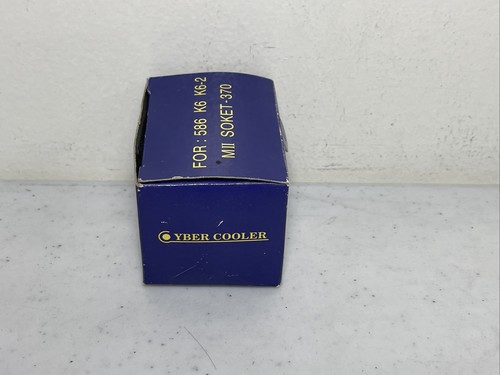 FOR: 586 K6 K6-2
MII SOKET-370
CYBER COOLER